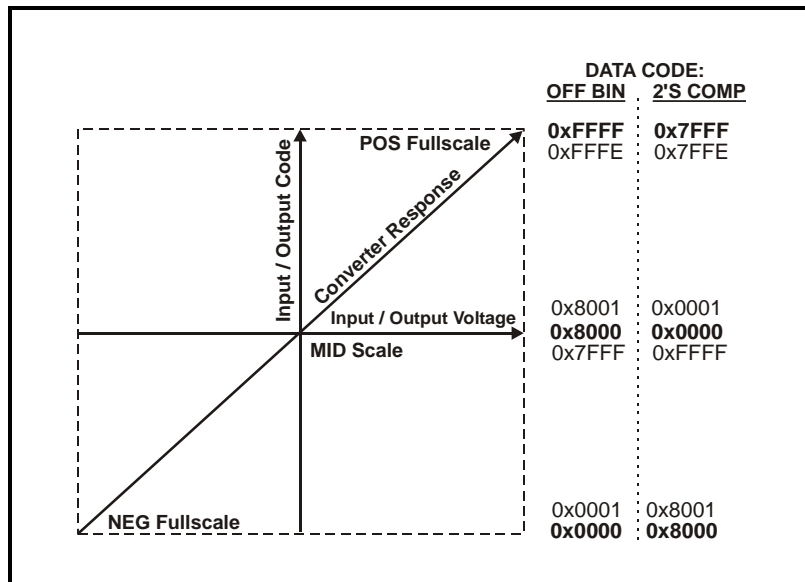 DATA CODE:
OFF BIN 2'S COMP
0xFFFF 0x7FFF
0xFFFE 0x7FFE
POS Fullscale
Input / Output Code
Converter Response
0x8001 0x0001
Input / Output Voltage
0x8000 0x0000
0x7FFF 0xFFFF
MID Scale
0x0001 0x8001
NEG Fullscale
0x0000 0x8000